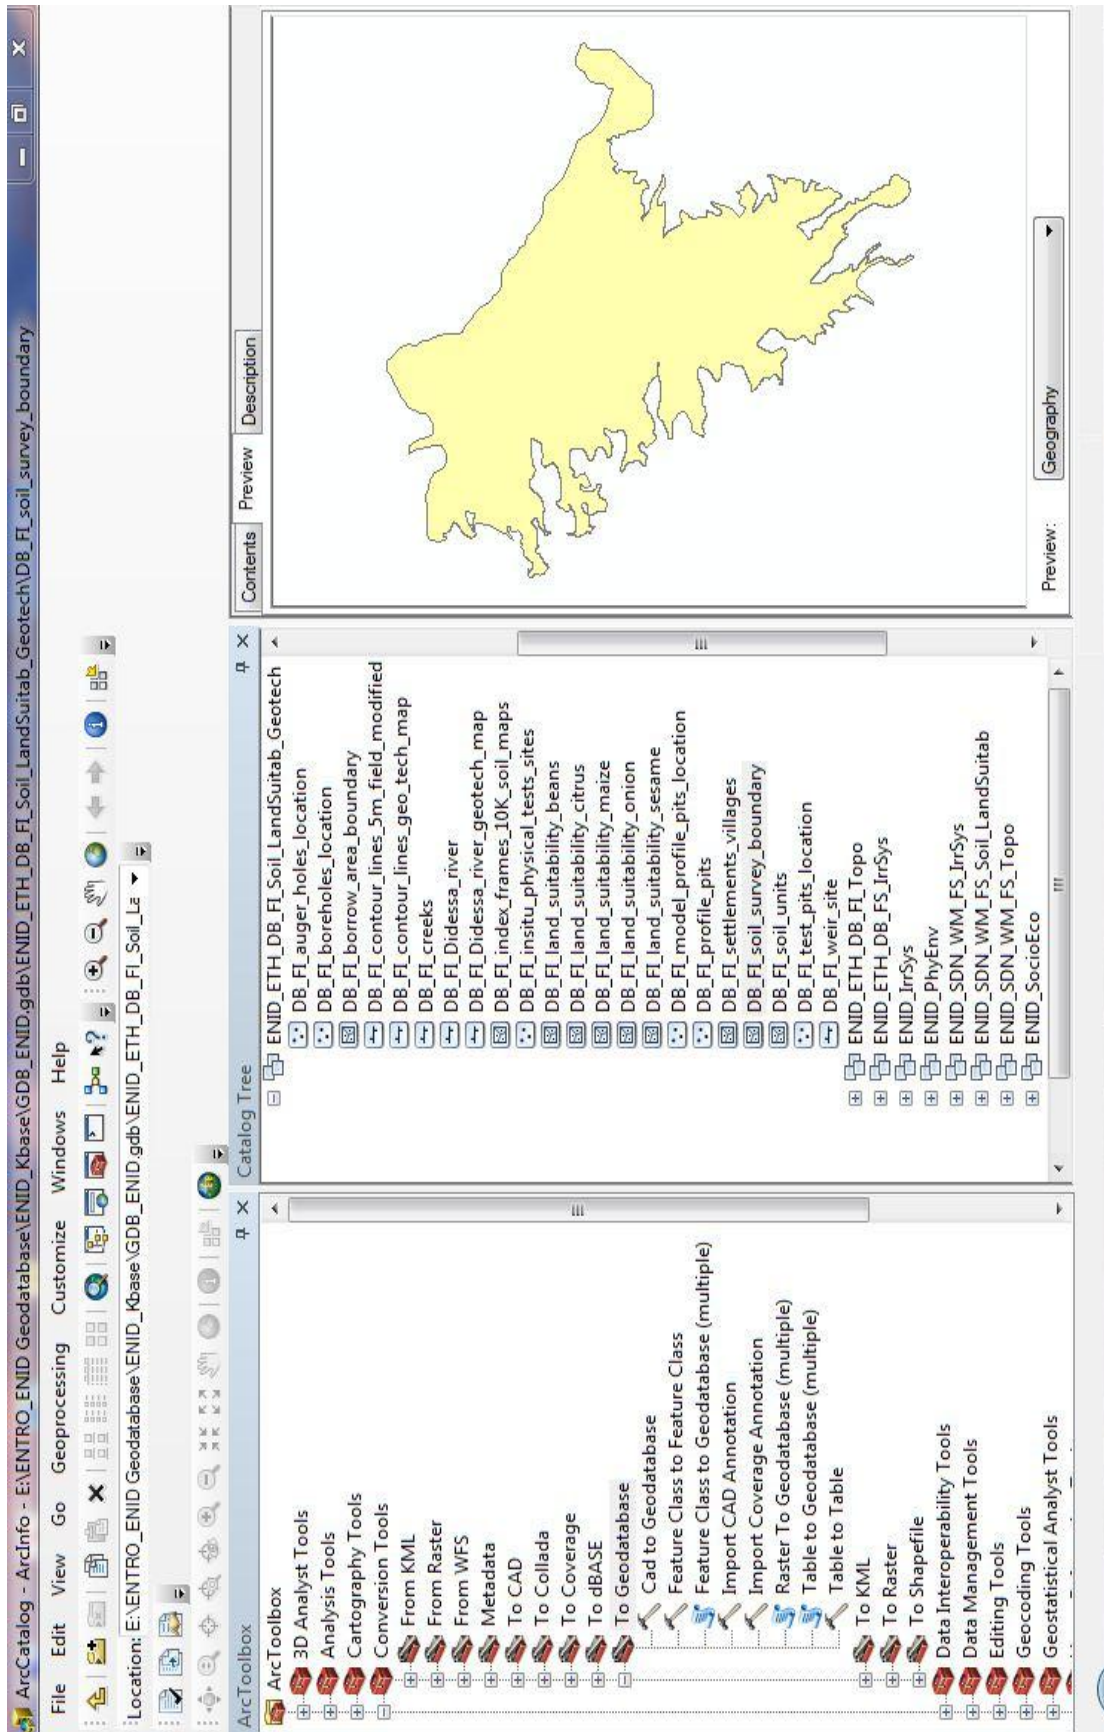 ArcCatalog - ArcInfo - E:\ENTRO_ENID Geodatabase\ENID_Kbase\GDB_ENID.gdb\ENID_ETH_DB_FI_Soil_LandSuitab_Geotech\DB_FI_soil_survey_boundary
File Edit View Go Geoprocessing Customize Windows Help
Location: E:\ENTRO_ENID Geodatabase\ENID_Kbase\GDB_ENID.gdb\ENID_ETH_DB_FI_Soil_La
ArcToolbox
ArcToolbox
3D Analyst Tools
Analysis Tools
Cartography Tools
Conversion Tools
From KML
From Raster
From WFS
Metadata
To CAD
To Collada
To Coverage
To dBASE
To Geodatabase
Cad to Geodatabase
Feature Class to Feature Class
Feature Class to Geodatabase (multiple)
Import CAD Annotation
Import Coverage Annotation
Raster To Geodatabase (multiple)
Table to Geodatabase (multiple)
Table to Table
To KML
To Raster
To Shapefile
Data Interoperability Tools
Data Management Tools
Editing Tools
Geocoding Tools
Geostatistical Analyst Tools
Catalog Tree
ENID_ETH_DB_FI_Soil_LandSuitab_Geotech
DB_FI_auger_holes_location
DB_FI_boreholes_location
DB_FI_borrow_area_boundary
DB_FI_contour_lines_5m_field_modified
DB_FI_contour_lines_geo_tech_map
DB_FI_creeks
DB_FI_Didessa_river
DB_FI_Didessa_river_geotech_map
DB_FI_index_frames_10K_soil_maps
DB_FI_insitu_physical_tests_sites
DB_FI_land_suitability_beans
DB_FI_land_suitability_citrus
DB_FI_land_suitability_maize
DB_FI_land_suitability_onion
DB_FI_land_suitability_sesame
DB_FI_model_profile_pits_location
DB_FI_profile_pits
DB_FI_settlements_villages
DB_FI_soil_survey_boundary
DB_FI_soil_units
DB_FI_test_pits_location
DB_FI_weir_site
ENID_ETH_DB_FI_Topo
ENID_ETH_DB_FS_IrrSys
ENID_IrrSys
ENID_PhyEnv
ENID_SDN_WM_FS_IrrSys
ENID_SDN_WM_FS_Soil_LandSuitab
ENID_SDN_WM_FS_Topo
ENID_SocioEco
Contents Preview Description
Preview: Geography